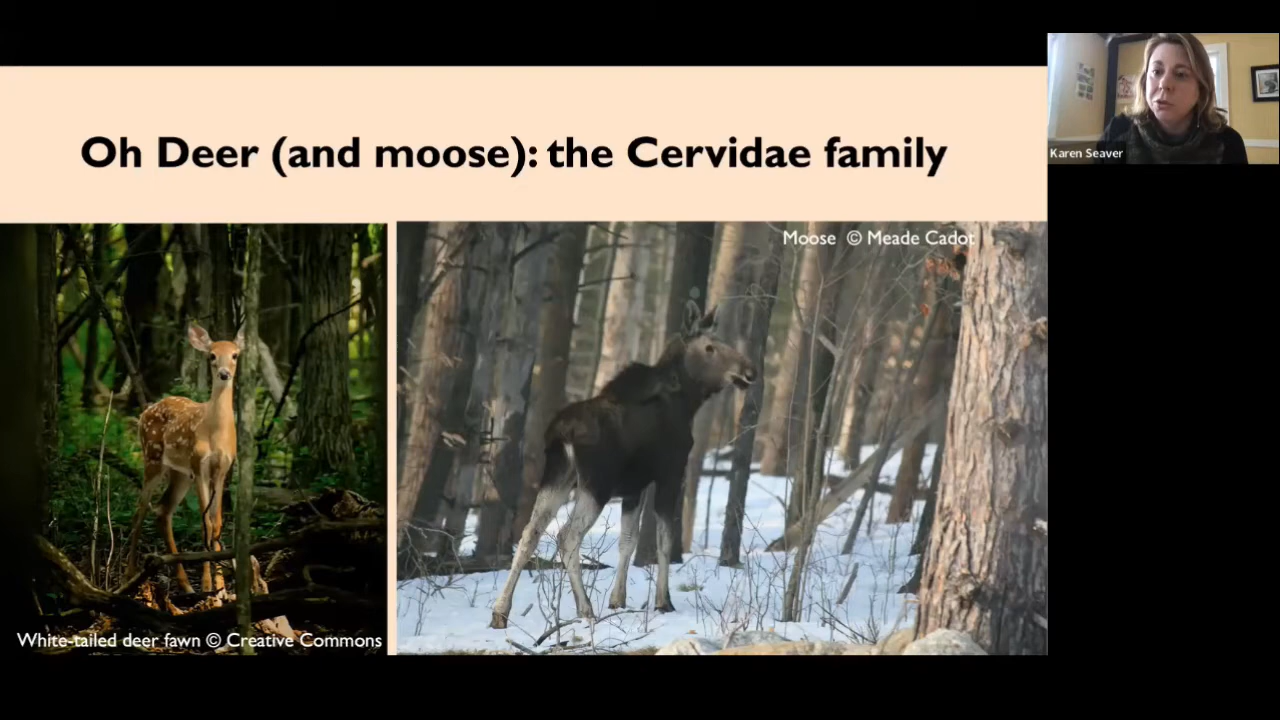 Oh Deer (and moose): the Cervidae family
Moose © Meade Cadot
White-tailed deer fawn © Creative Commons
Karen Seaver